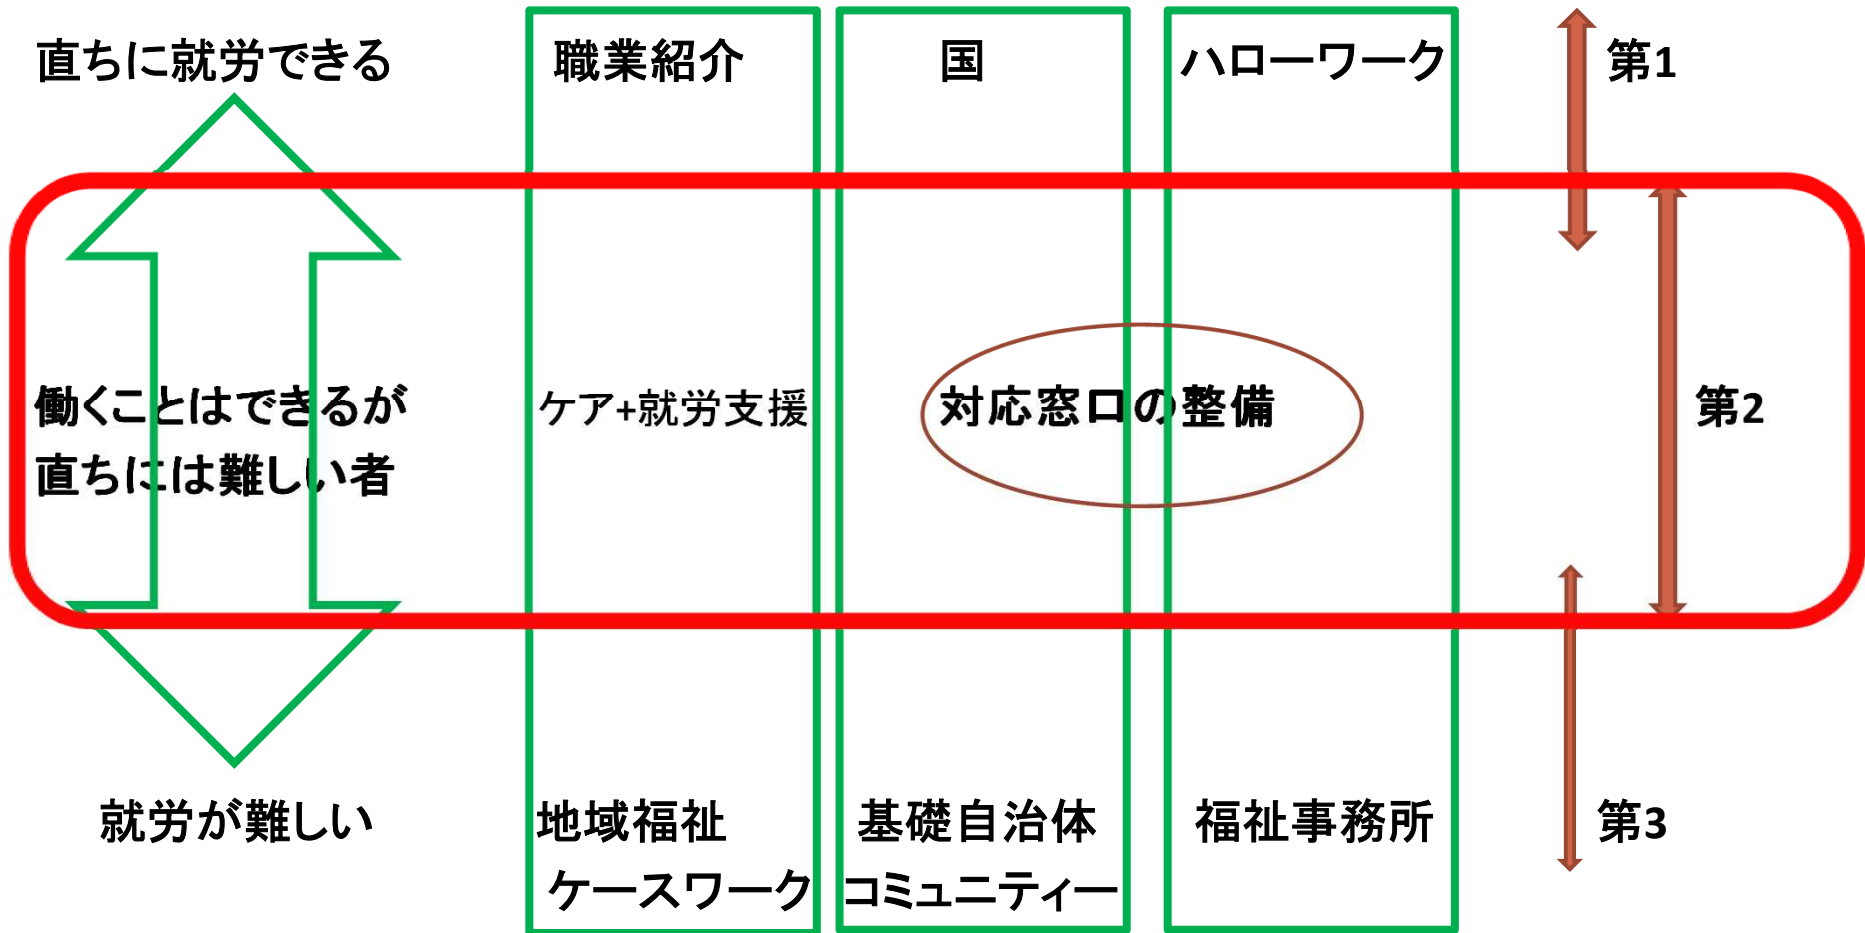 直ちに就労できる
職業紹介
国
ハローワーク
第1
働くことはできるが
直ちには難しい者
ケア+就労支援
対応窓口の整備
第2
就労が難しい
地域福祉
ケースワーク
基礎自治体
コミュニティー
福祉事務所
第3